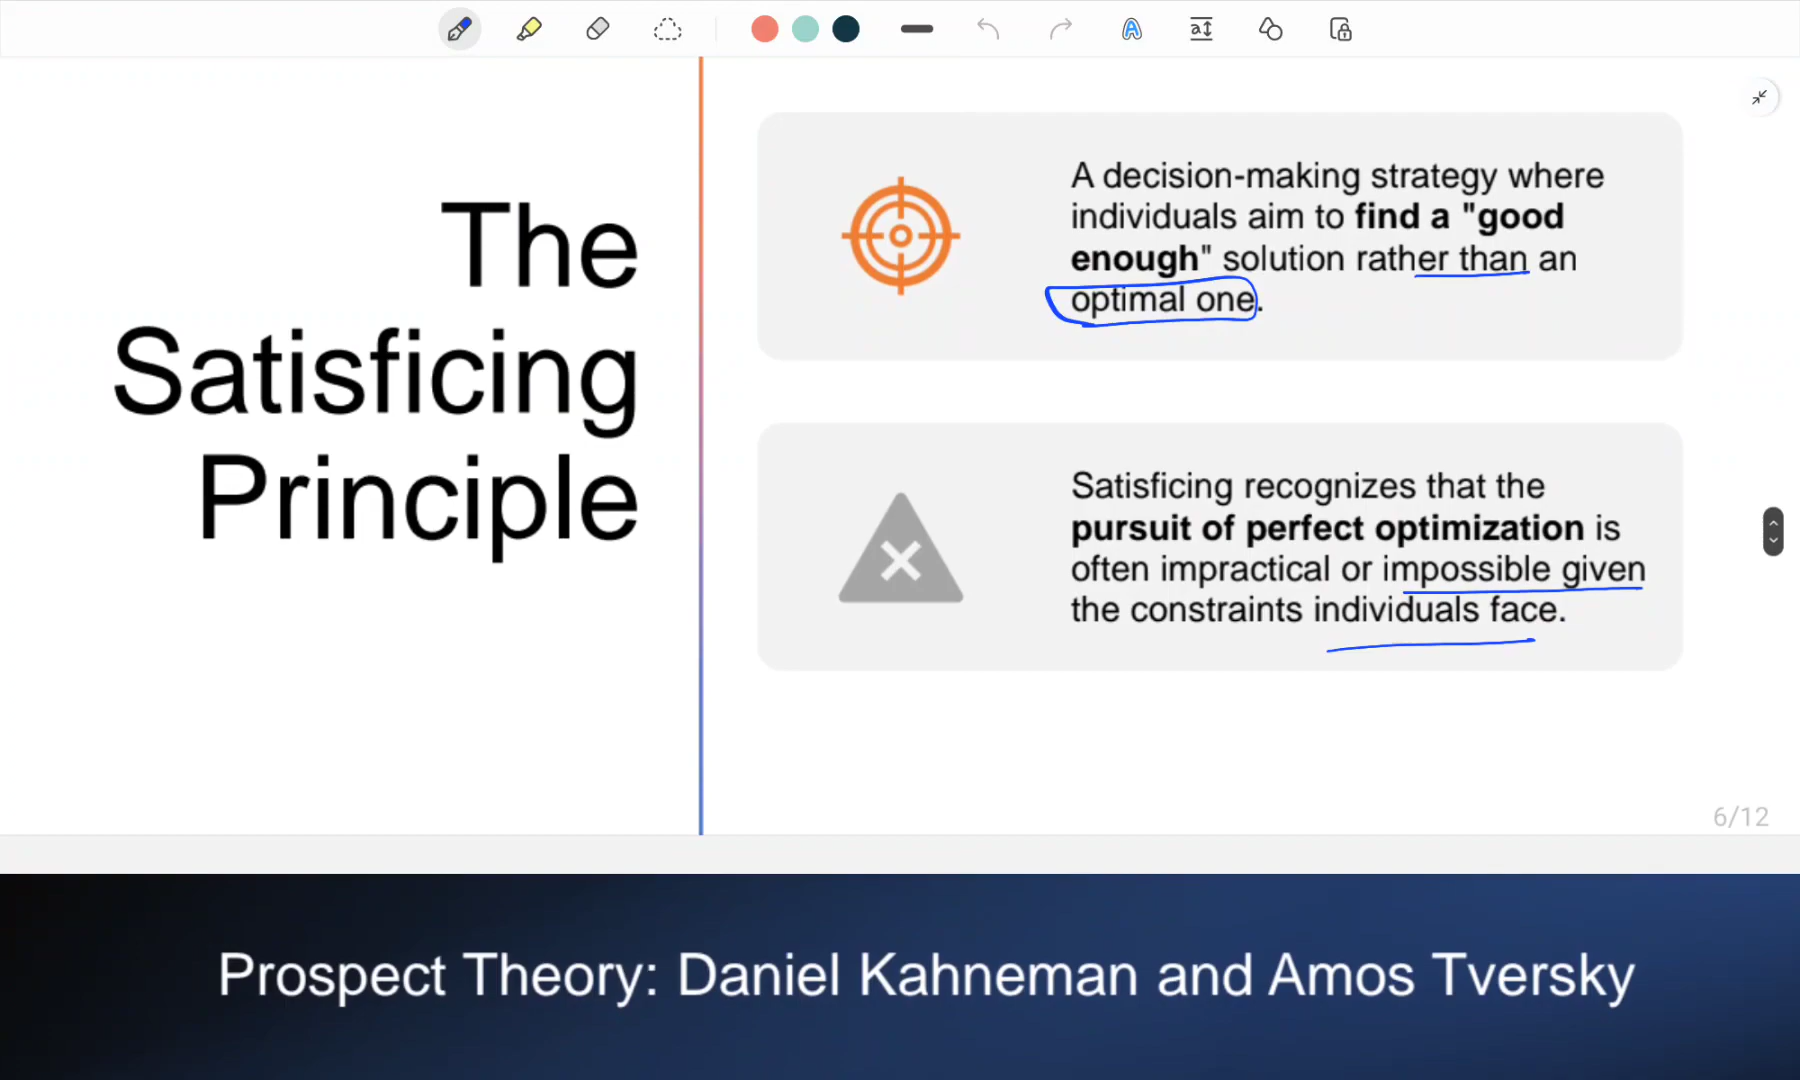 The
Satisficing
Principle
A decision-making strategy where
individuals aim to find a "good
enough" solution rather than an
optimal one.
Satisficing recognizes that the
pursuit of perfect optimization is
often impractical or impossible given
the constraints individuals face.
6/12
Prospect Theory: Daniel Kahneman and Amos Tversky